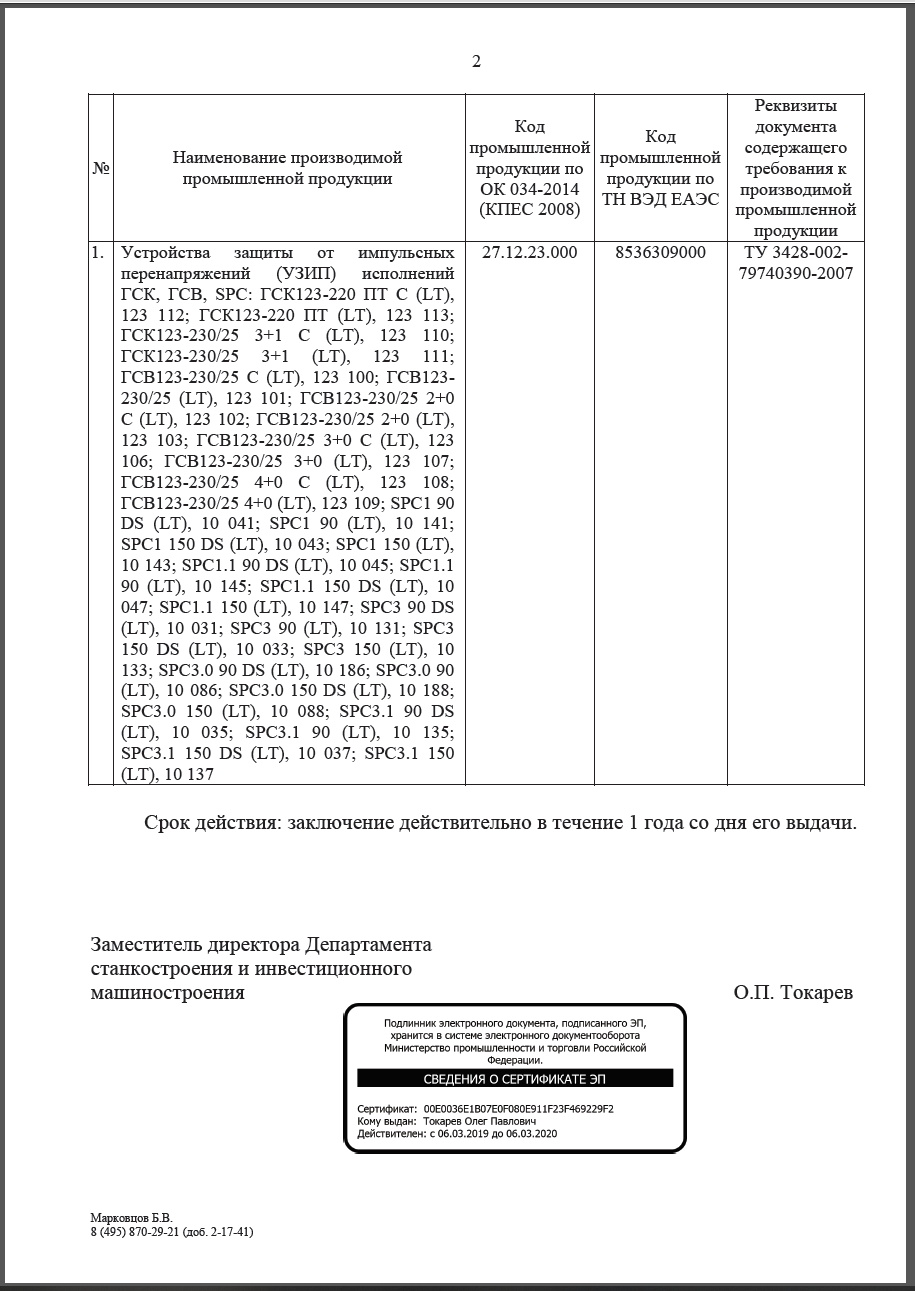 2
№
Наименование производимой
промышленной продукции
Код
промышленной
продукции по
ОК 034-2014
(КПЕС 2008)
Код
промышленной
продукции по
ТН ВЭД ЕАЭС
Реквизиты
документа
содержащего
требования к
производимой
промышленной
продукции
1.
Устройства защиты от импульсных
перенапряжений (УЗИП) исполнений
ГСК, ГСВ, SPC: ГСК123-220 ПТ С (LT),
123 112; ГСК123-220 ПТ (LT), 123 113;
ГСК123-230/25 3+1 С (LT), 123 110;
ГСК123-230/25 3+1 (LT), 123 111;
ГСВ123-230/25 С (LT), 123 100; ГСВ123-
230/25 (LT), 123 101; ГСВ123-230/25 2+0
С (LT), 123 102; ГСВ123-230/25 2+0 (LT),
123 103; ГСВ123-230/25 3+0 С (LT), 123
106; ГСВ123-230/25 3+0 (LT), 123 107;
ГСВ123-230/25 4+0 С (LT), 123 108;
ГСВ123-230/25 4+0 (LT), 123 109; SPC1 90
DS (LT), 10 041; SPC1 90 (LT), 10 141;
SPC1 150 DS (LT), 10 043; SPC1 150 (LT),
10 143; SPC1.1 90 DS (LT), 10 045; SPC1.1
90 (LT), 10 145; SPC1.1 150 DS (LT), 10
047; SPC1.1 150 (LT), 10 147; SPC3 90 DS
(LT), 10 031; SPC3 90 (LT), 10 131; SPC3
150 DS (LT), 10 033; SPC3 150 (LT), 10
133; SPC3.0 90 DS (LT), 10 186; SPC3.0 90
(LT), 10 086; SPC3.0 150 DS (LT), 10 188;
SPC3.0 150 (LT), 10 088; SPC3.1 90 DS
(LT), 10 035; SPC3.1 90 (LT), 10 135;
SPC3.1 150 DS (LT), 10 037; SPC3.1 150
(LT), 10 137
27.12.23.000
8536309000
ТУ 3428-002-
79740390-2007
Срок действия: заключение действительно в течение 1 года со дня его выдачи.
Заместитель директора Департамента
станкостроения и инвестиционного
машиностроения
О.П. Токарев
Подлинник электронного документа, подписанного ЭП,
хранится в системе электронного документооборота
Министерство промышленности и торговли Российской
Федерации.
СВЕДЕНИЯ О СЕРТИФИКАТЕ ЭП
Сертификат: 00E0036E1B07E0F080E911F23F469229F2
Кому выдан: Токарев Олег Павлович
Действителен: с 06.03.2019 до 06.03.2020
Марковцов Б.В.
8 (495) 870-29-21 (доб. 2-17-41)